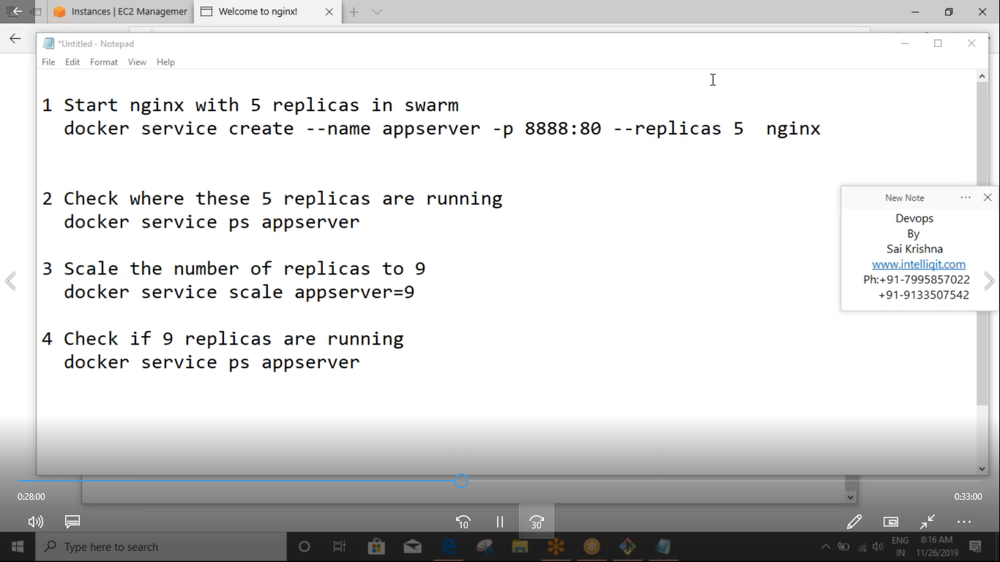 Instances | EC2 Managemer
Welcome to nginx!
*Untitled - Notepad
File Edit Format View Help
1 Start nginx with 5 replicas in swarm
docker service create --name appserver -p 8888:80 --replicas 5 nginx
2 Check where these 5 replicas are running
docker service ps appserver
3 Scale the number of replicas to 9
docker service scale appserver=9
4 Check if 9 replicas are running
docker service ps appserver
New Note
Devops
By
Sai Krishna
www.intelliqit.com
Ph:+91-7995857022
+91-9133507542
0:28:00
0:33:00
10
30
Type here to search
ENG
IN
8:16 AM
11/26/2019